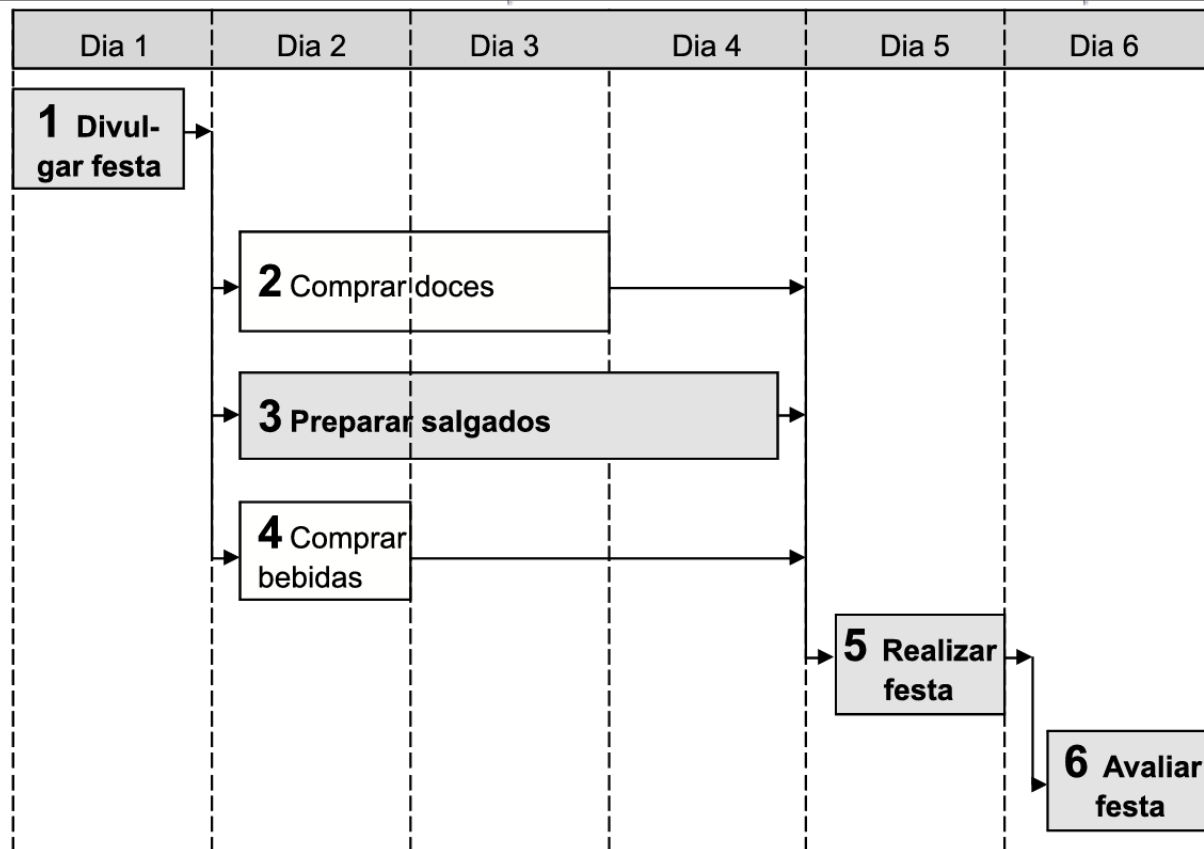 Dia 1 Dia 2 Dia 3 Dia 4 Dia 5 Dia 6
1 Divul-
gar festa
2 Comprar doces
3 Preparar salgados
4 Comprar
bebidas
5 Realizar
festa
6 Avaliar
festa